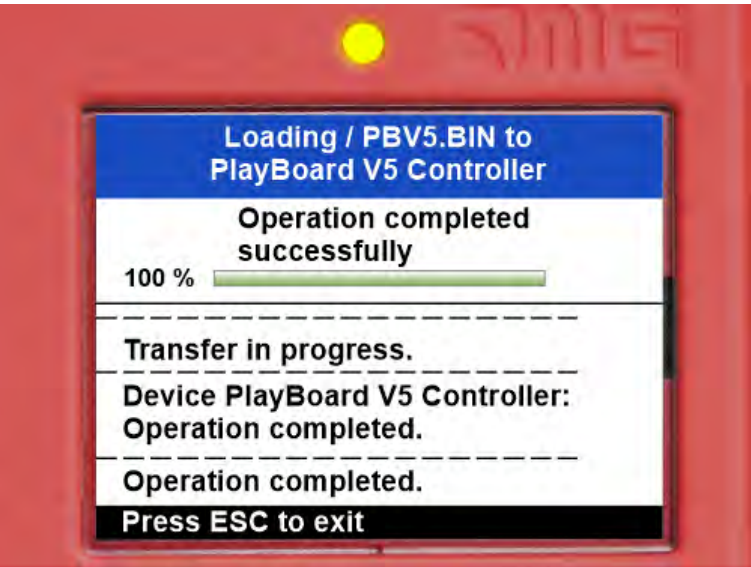 Loading / PBV5.BIN to
PlayBoard V5 Controller
Operation completed
successfully
100 %
Transfer in progress.
Device PlayBoard V5 Controller:
Operation completed.
Operation completed.
Press ESC to exit